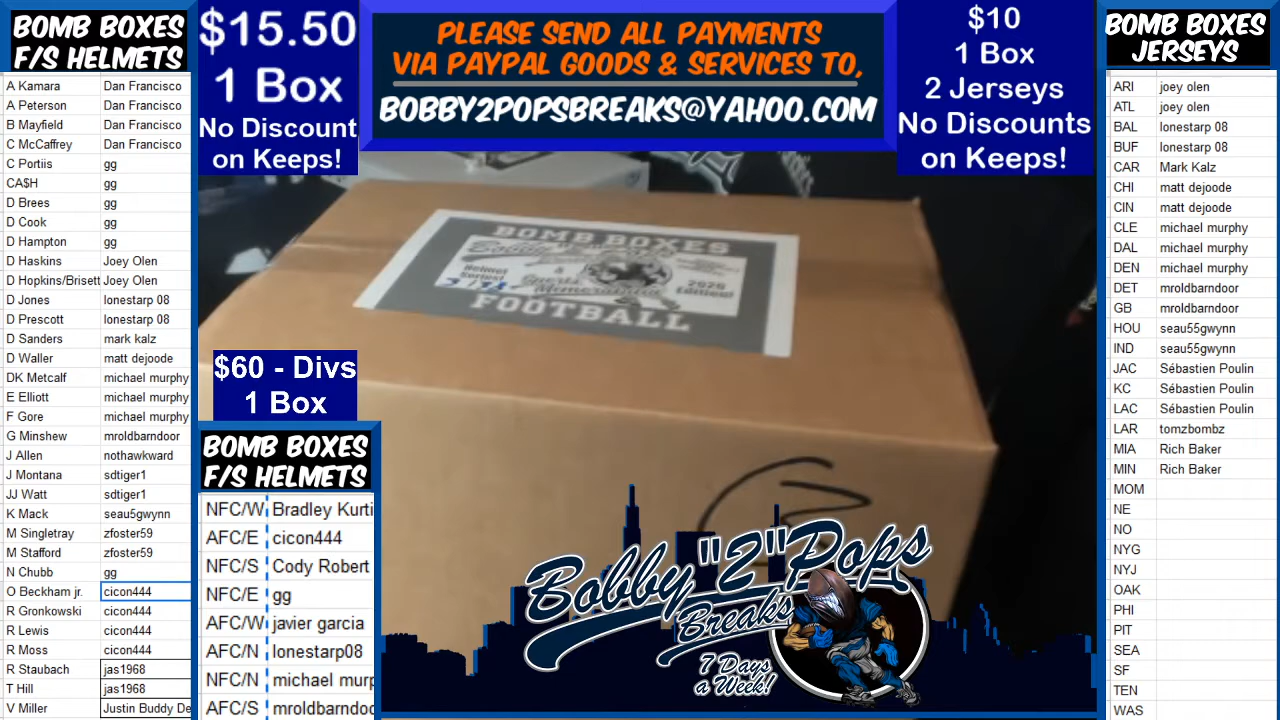 BOMB BOXES
F/S HELMETS
A Kamara Dan Francisco
A Peterson Dan Francisco
B Mayfield Dan Francisco
C McCaffrey Dan Francisco
C Portiis gg
CA$H gg
D Brees gg
D Cook gg
D Hampton gg
D Haskins Joey Olen
D Hopkins/Brisett Joey Olen
D Jones lonestarp 08
D Prescott lonestarp 08
D Sanders mark kalz
D Waller matt dejoode
DK Metcalf michael murphy
E Elliott michael murphy
F Gore michael murphy
G Minshew mroldbarndoor
J Allen nothawkward
J Montana sdtiger1
JJ Watt sdtiger1
K Mack seau5gwynn
M Singletray zfoster59
M Stafford zfoster59
N Chubb gg
O Beckham jr. cicon444
R Gronkowski cicon444
R Lewis cicon444
R Moss cicon444
R Staubach jas1968
T Hill jas1968
V Miller Justin Buddy De
$15.50
1 Box
No Discount
on Keeps!
PLEASE SEND ALL PAYMENTS
VIA PAYPAL GOODS & SERVICES TO,
BOBBY2POPSBREAKS@YAHOO.COM
$10
1 Box
2 Jerseys
No Discounts
on Keeps!
BOMB BOXES
FOOTBALL
$60 - Divs
1 Box
BOMB BOXES
F/S HELMETS
NFC/W Bradley Kurti
AFC/E cicon444
NFC/S Cody Robert
NFC/E gg
AFC/W javier garcia
AFC/N lonestarp08
NFC/N michael murp
AFC/S mroldbarndoo
Bobby "2" Pops
Breaks
7 Days
a Week!
BOMB BOXES
JERSEYS
ARI joey olen
ATL joey olen
BAL lonestarp 08
BUF lonestarp 08
CAR Mark Kalz
CHI matt dejoode
CIN matt dejoode
CLE michael murphy
DAL michael murphy
DEN michael murphy
DET mroldbarndoor
GB mroldbarndoor
HOU seau55gwynn
IND seau55gwynn
JAC Sébastien Poulin
KC Sébastien Poulin
LAC Sébastien Poulin
LAR tomzbombz
MIA Rich Baker
MIN Rich Baker
MOM
NE
NO
NYG
NYJ
OAK
PHI
PIT
SEA
SF
TEN
WAS